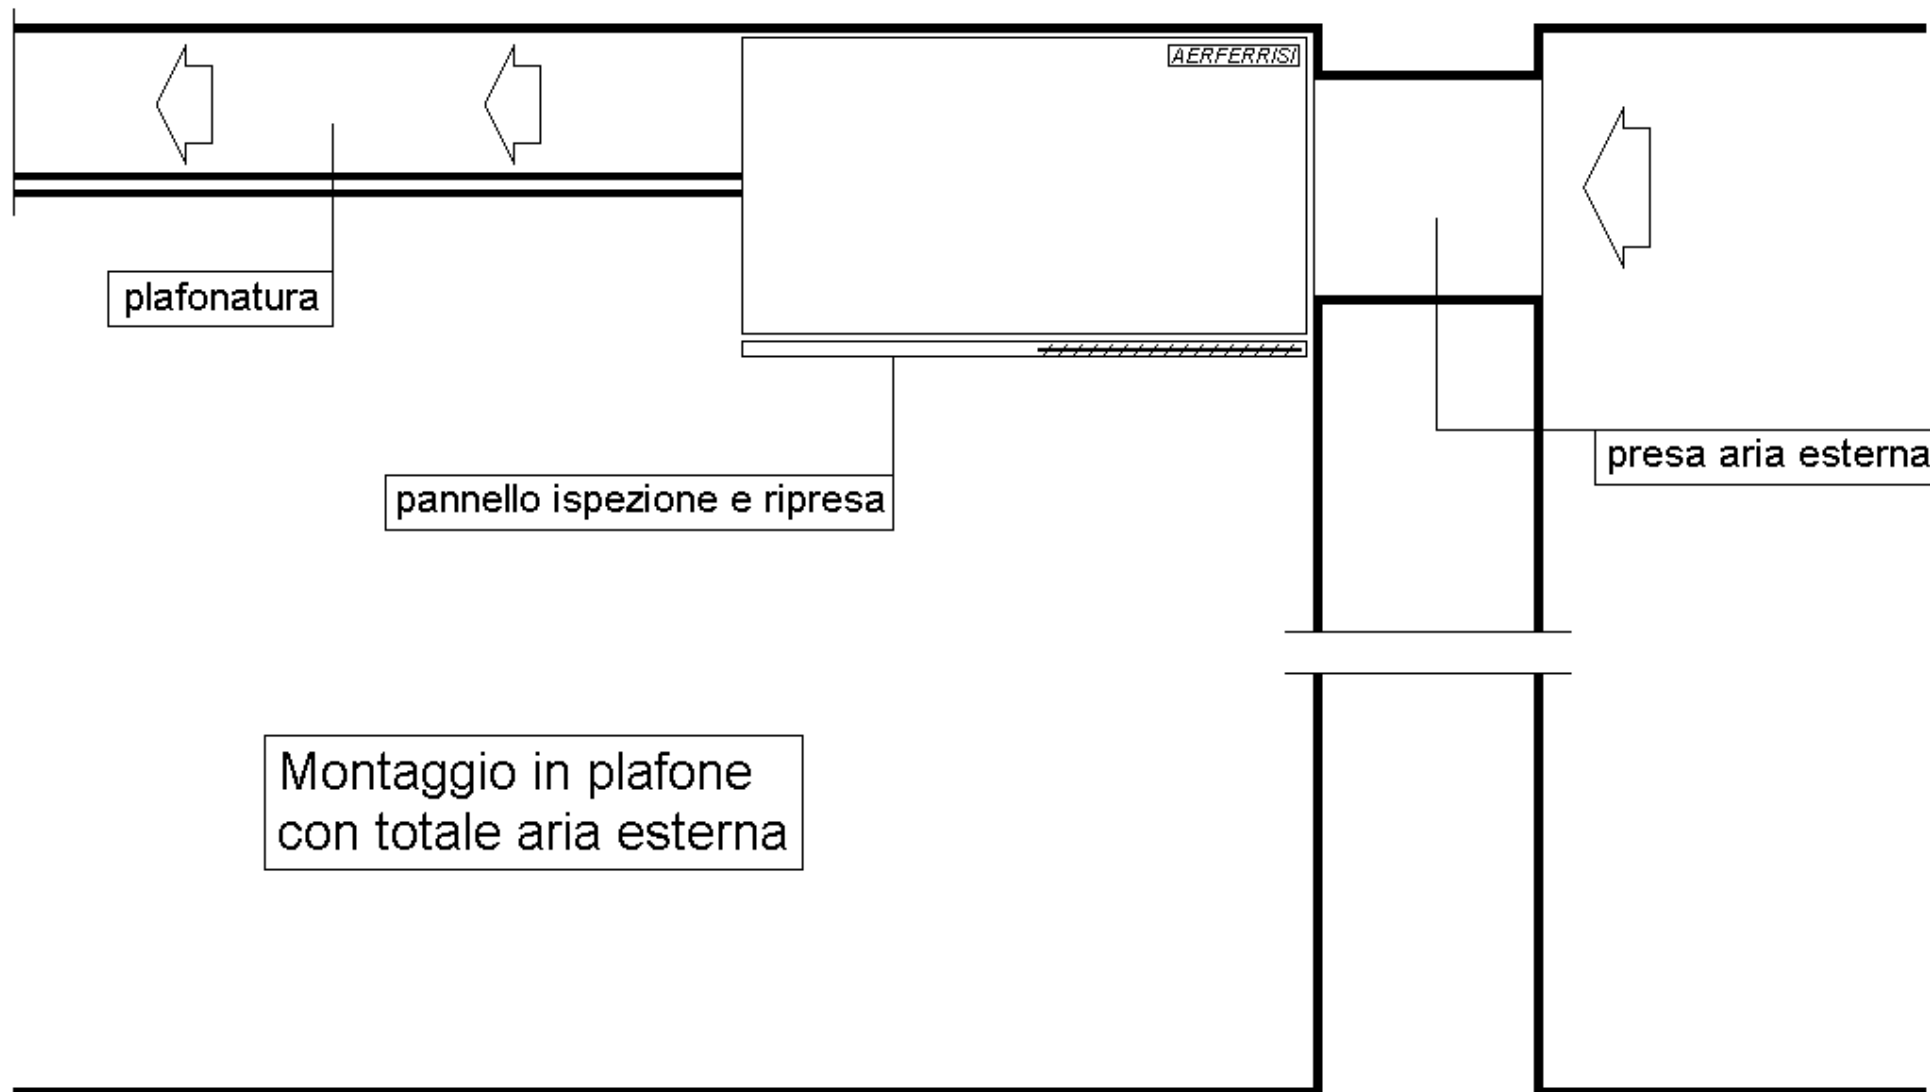 AERFERRISI
plafonatura
presa aria esterna
pannello ispezione e ripresa
Montaggio in plafone
con totale aria esterna